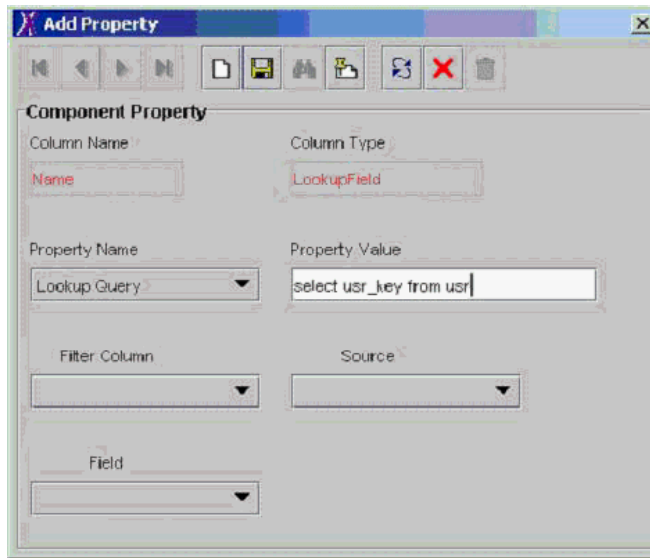 Add Property
Component Property
Column Name Column Type
Name LookupField
Property Name Property Value
Lookup Query select usr_key from usr
Filter Column Source
Field